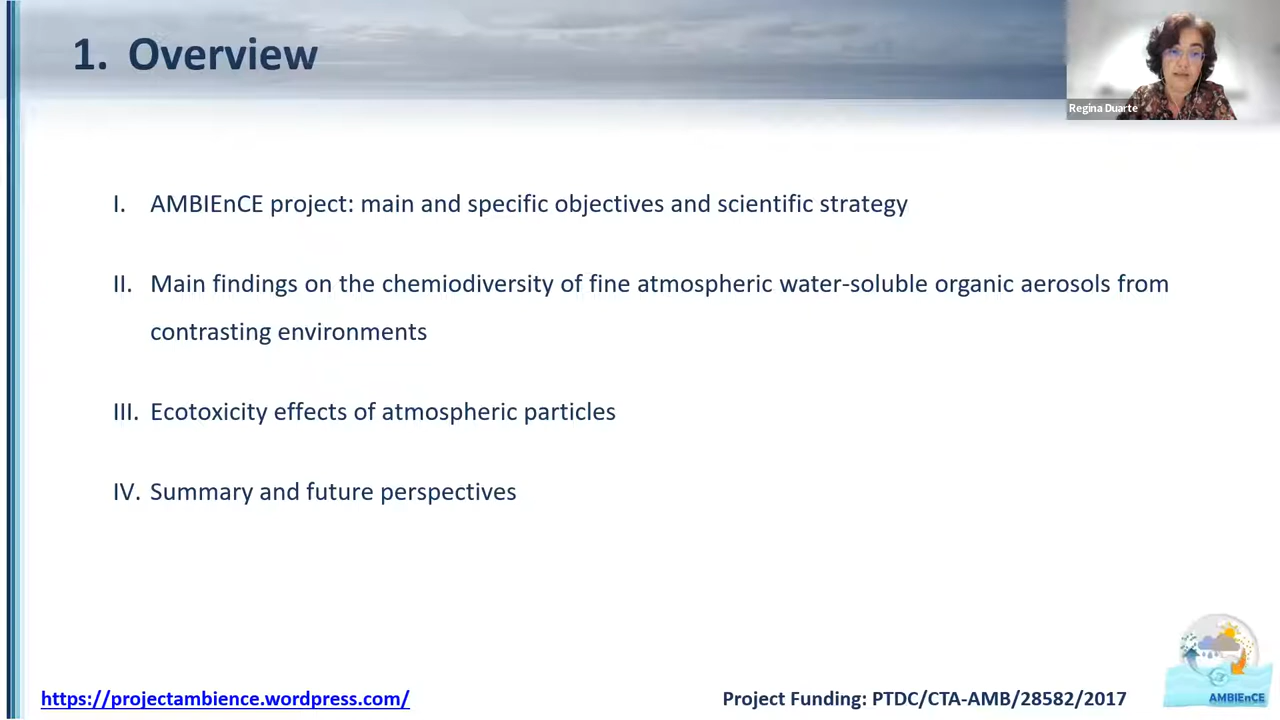 1. Overview
Regina Duarte
I. AMBIEnCE project: main and specific objectives and scientific strategy
II. Main findings on the chemiodiversity of fine atmospheric water-soluble organic aerosols from
contrasting environments
III. Ecotoxicity effects of atmospheric particles
IV. Summary and future perspectives
AMBIEnCE
https://projectambience.wordpress.com/
Project Funding: PTDC/CTA-AMB/28582/2017